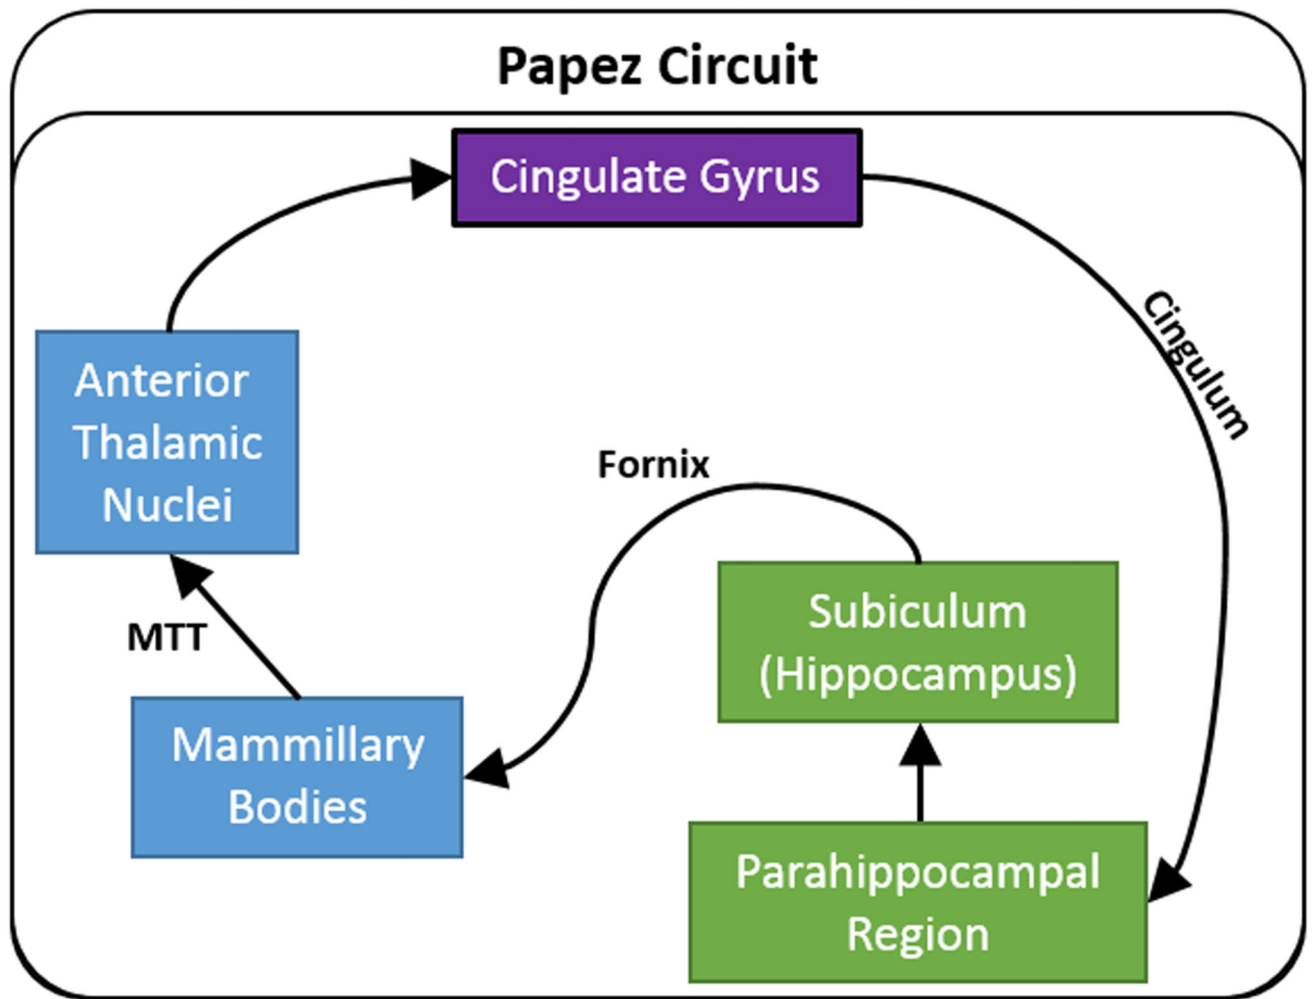 Papez Circuit
Cingulate Gyrus
Cingulum
Anterior
Thalamic
Nuclei
Fornix
Subiculum
(Hippocampus)
MTT
Mammillary
Bodies
Parahippocampal
Region